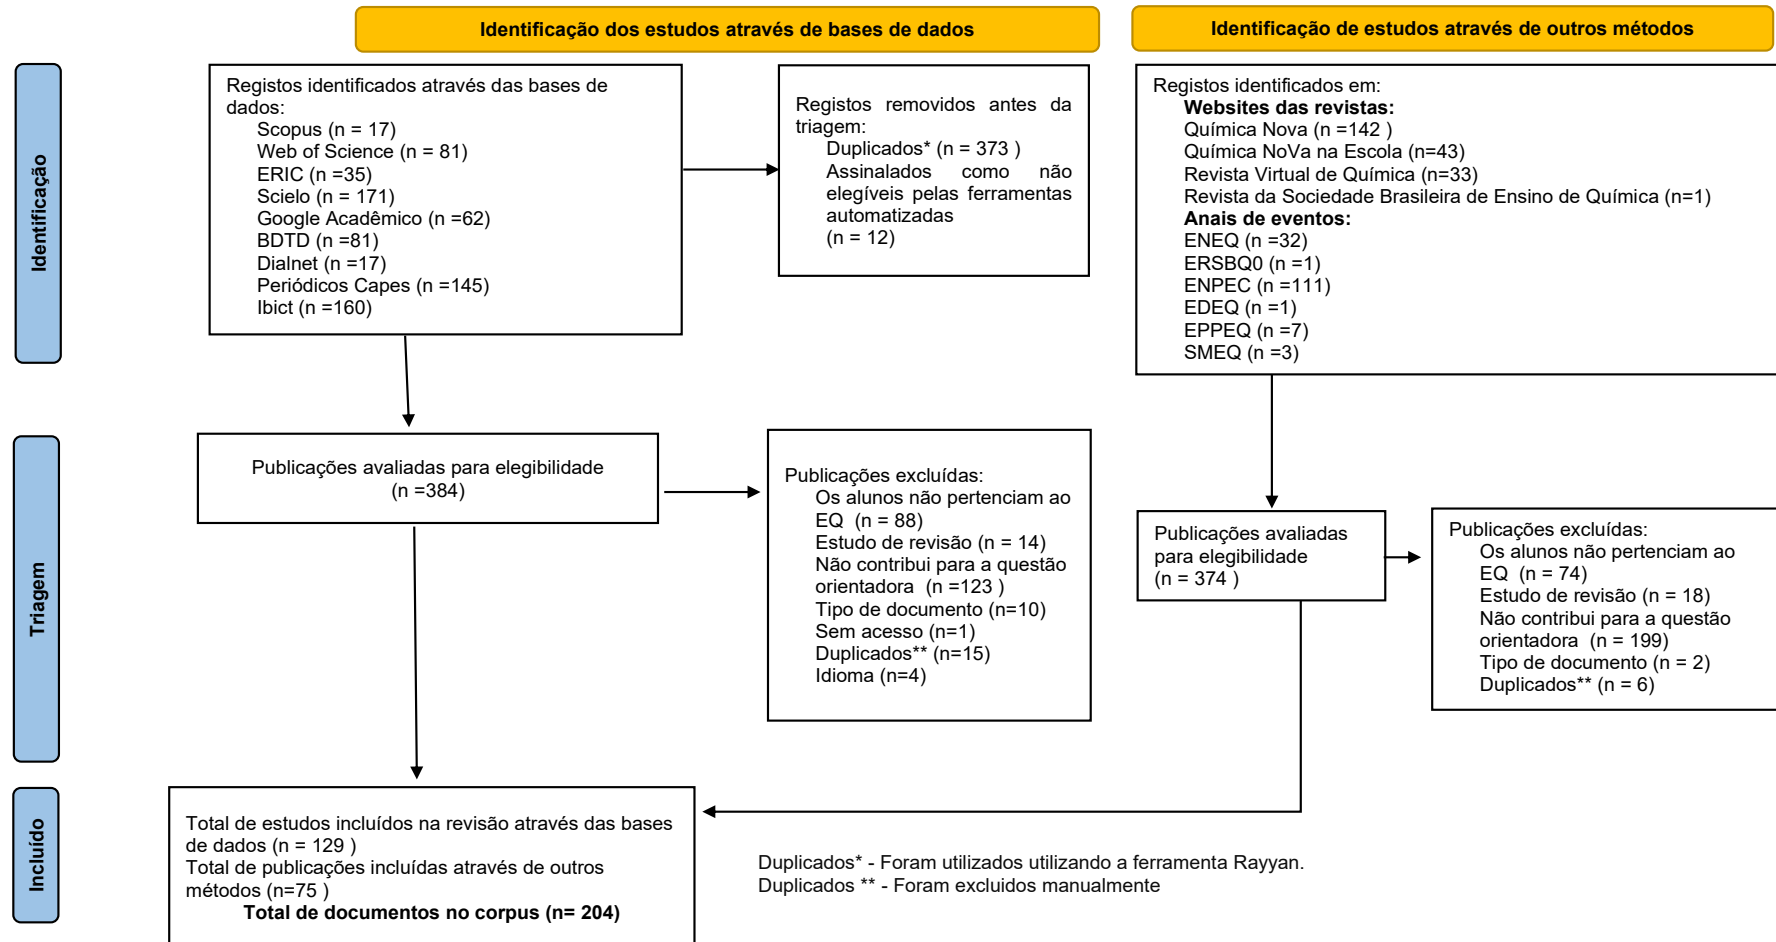 Identificação dos estudos através de bases de dados
Identificação de estudos através de outros métodos
Identificação
Registos identificados através das bases de
dados:
Scopus (n = 17)
Web of Science (n = 81)
ERIC (n =35)
Scielo (n = 171)
Google Acadêmico (n =62)
BDTD (n =81)
Dialnet (n =17)
Periódicos Capes (n =145)
Ibict (n =160)
Registos removidos antes da
triagem:
Duplicados* (n = 373 )
Assinalados como não
elegíveis pelas ferramentas
automatizadas
(n = 12)
Registos identificados em:
Websites das revistas:
Química Nova (n =142 )
Química NoVa na Escola (n=43)
Revista Virtual de Química (n=33)
Revista da Sociedade Brasileira de Ensino de Química (n=1)
Anais de eventos:
ENEQ (n =32)
ERSBQ0 (n =1)
ENPEC (n =111)
EDEQ (n =1)
EPPEQ (n =7)
SMEQ (n =3)
Triagem
Publicações avaliadas para elegibilidade
(n =384)
Publicações excluídas:
Os alunos não pertenciam ao
EQ (n = 88)
Estudo de revisão (n = 14)
Não contribui para a questão
orientadora (n =123 )
Tipo de documento (n=10)
Sem acesso (n=1)
Duplicados** (n=15)
Idioma (n=4)
Publicações avaliadas
para elegibilidade
(n = 374 )
Publicações excluídas:
Os alunos não pertenciam ao
EQ (n = 74)
Estudo de revisão (n = 18)
Não contribui para a questão
orientadora (n = 199)
Tipo de documento (n = 2)
Duplicados** (n = 6)
Incluído
Total de estudos incluídos na revisão através das bases
de dados (n = 129 )
Total de publicações incluídas através de outros
métodos (n=75 )
Total de documentos no corpus (n= 204)
Duplicados* - Foram utilizados utilizando a ferramenta Rayyan.
Duplicados ** - Foram excluidos manualmente